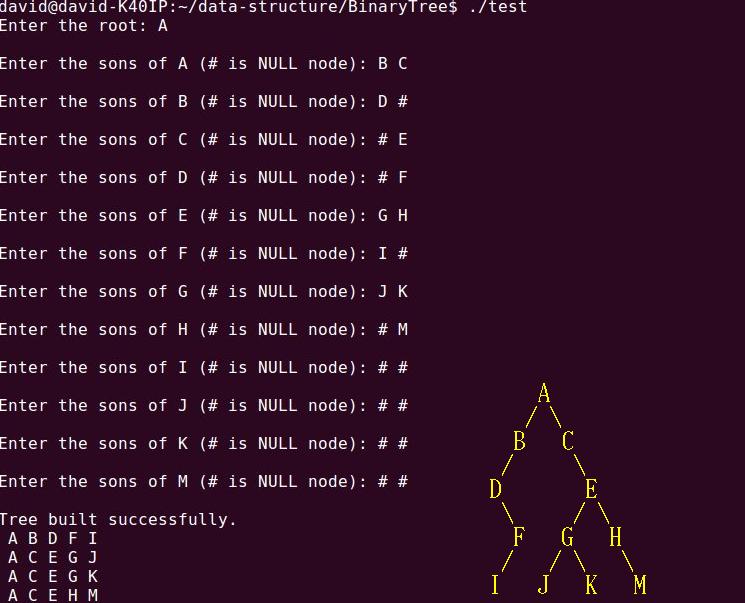 david@david-K40IP:~/data-structure/BinaryTree$ ./test
Enter the root: A
Enter the sons of A (# is NULL node): B C
Enter the sons of B (# is NULL node): D #
Enter the sons of C (# is NULL node): # E
Enter the sons of D (# is NULL node): # F
Enter the sons of E (# is NULL node): G H
Enter the sons of F (# is NULL node): I #
Enter the sons of G (# is NULL node): J K
Enter the sons of H (# is NULL node): # M
Enter the sons of I (# is NULL node): # #
Enter the sons of J (# is NULL node): # #
Enter the sons of K (# is NULL node): # #
Enter the sons of M (# is NULL node): # #
Tree built successfully.
A B D F I
A C E G J
A C E G K
A C E H M
A
B C
D E
F G H
I J K M